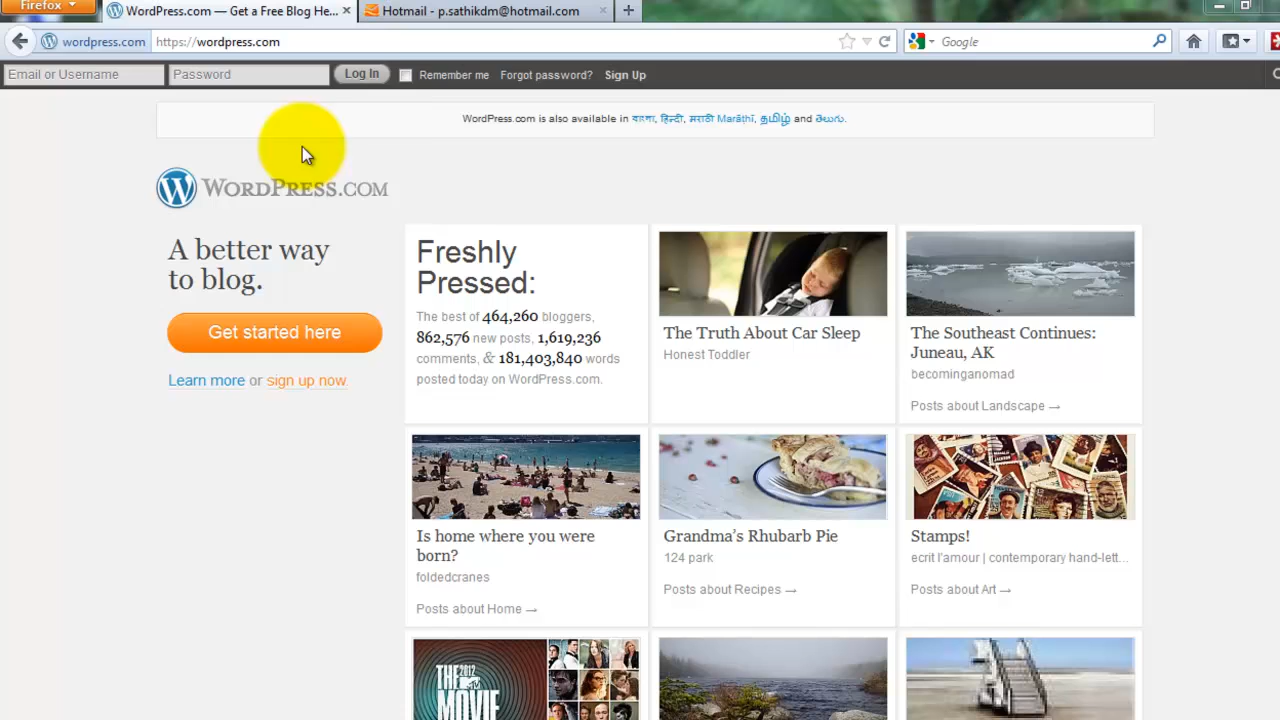 Firefox
WordPress.com — Get a Free Blog He...
Hotmail - p.sathikdm@hotmail.com
wordpress.com
https://wordpress.com
Google
Email or Username
Password
Log In
Remember me
Forgot password?
Sign Up
WordPress.com is also available in বাংলা, हिन्दी, मराठी Marāṭhī, தமிழ் and తెలుగు.
WORDPRESS.COM
A better way
to blog.
Get started here
Learn more or sign up now.
Freshly
Pressed:
The best of 464,260 bloggers,
862,576 new posts, 1,619,236
comments, & 181,403,840 words
posted today on WordPress.com.
The Truth About Car Sleep
Honest Toddler
The Southeast Continues:
Juneau, AK
becominganomad
Posts about Landscape →
Is home where you were
born?
foldedcranes
Posts about Home →
Grandma’s Rhubarb Pie
124 park
Posts about Recipes →
Stamps!
ecrit l'amour | contemporary hand-lett...
Posts about Art →
THE
2012
MOVIE